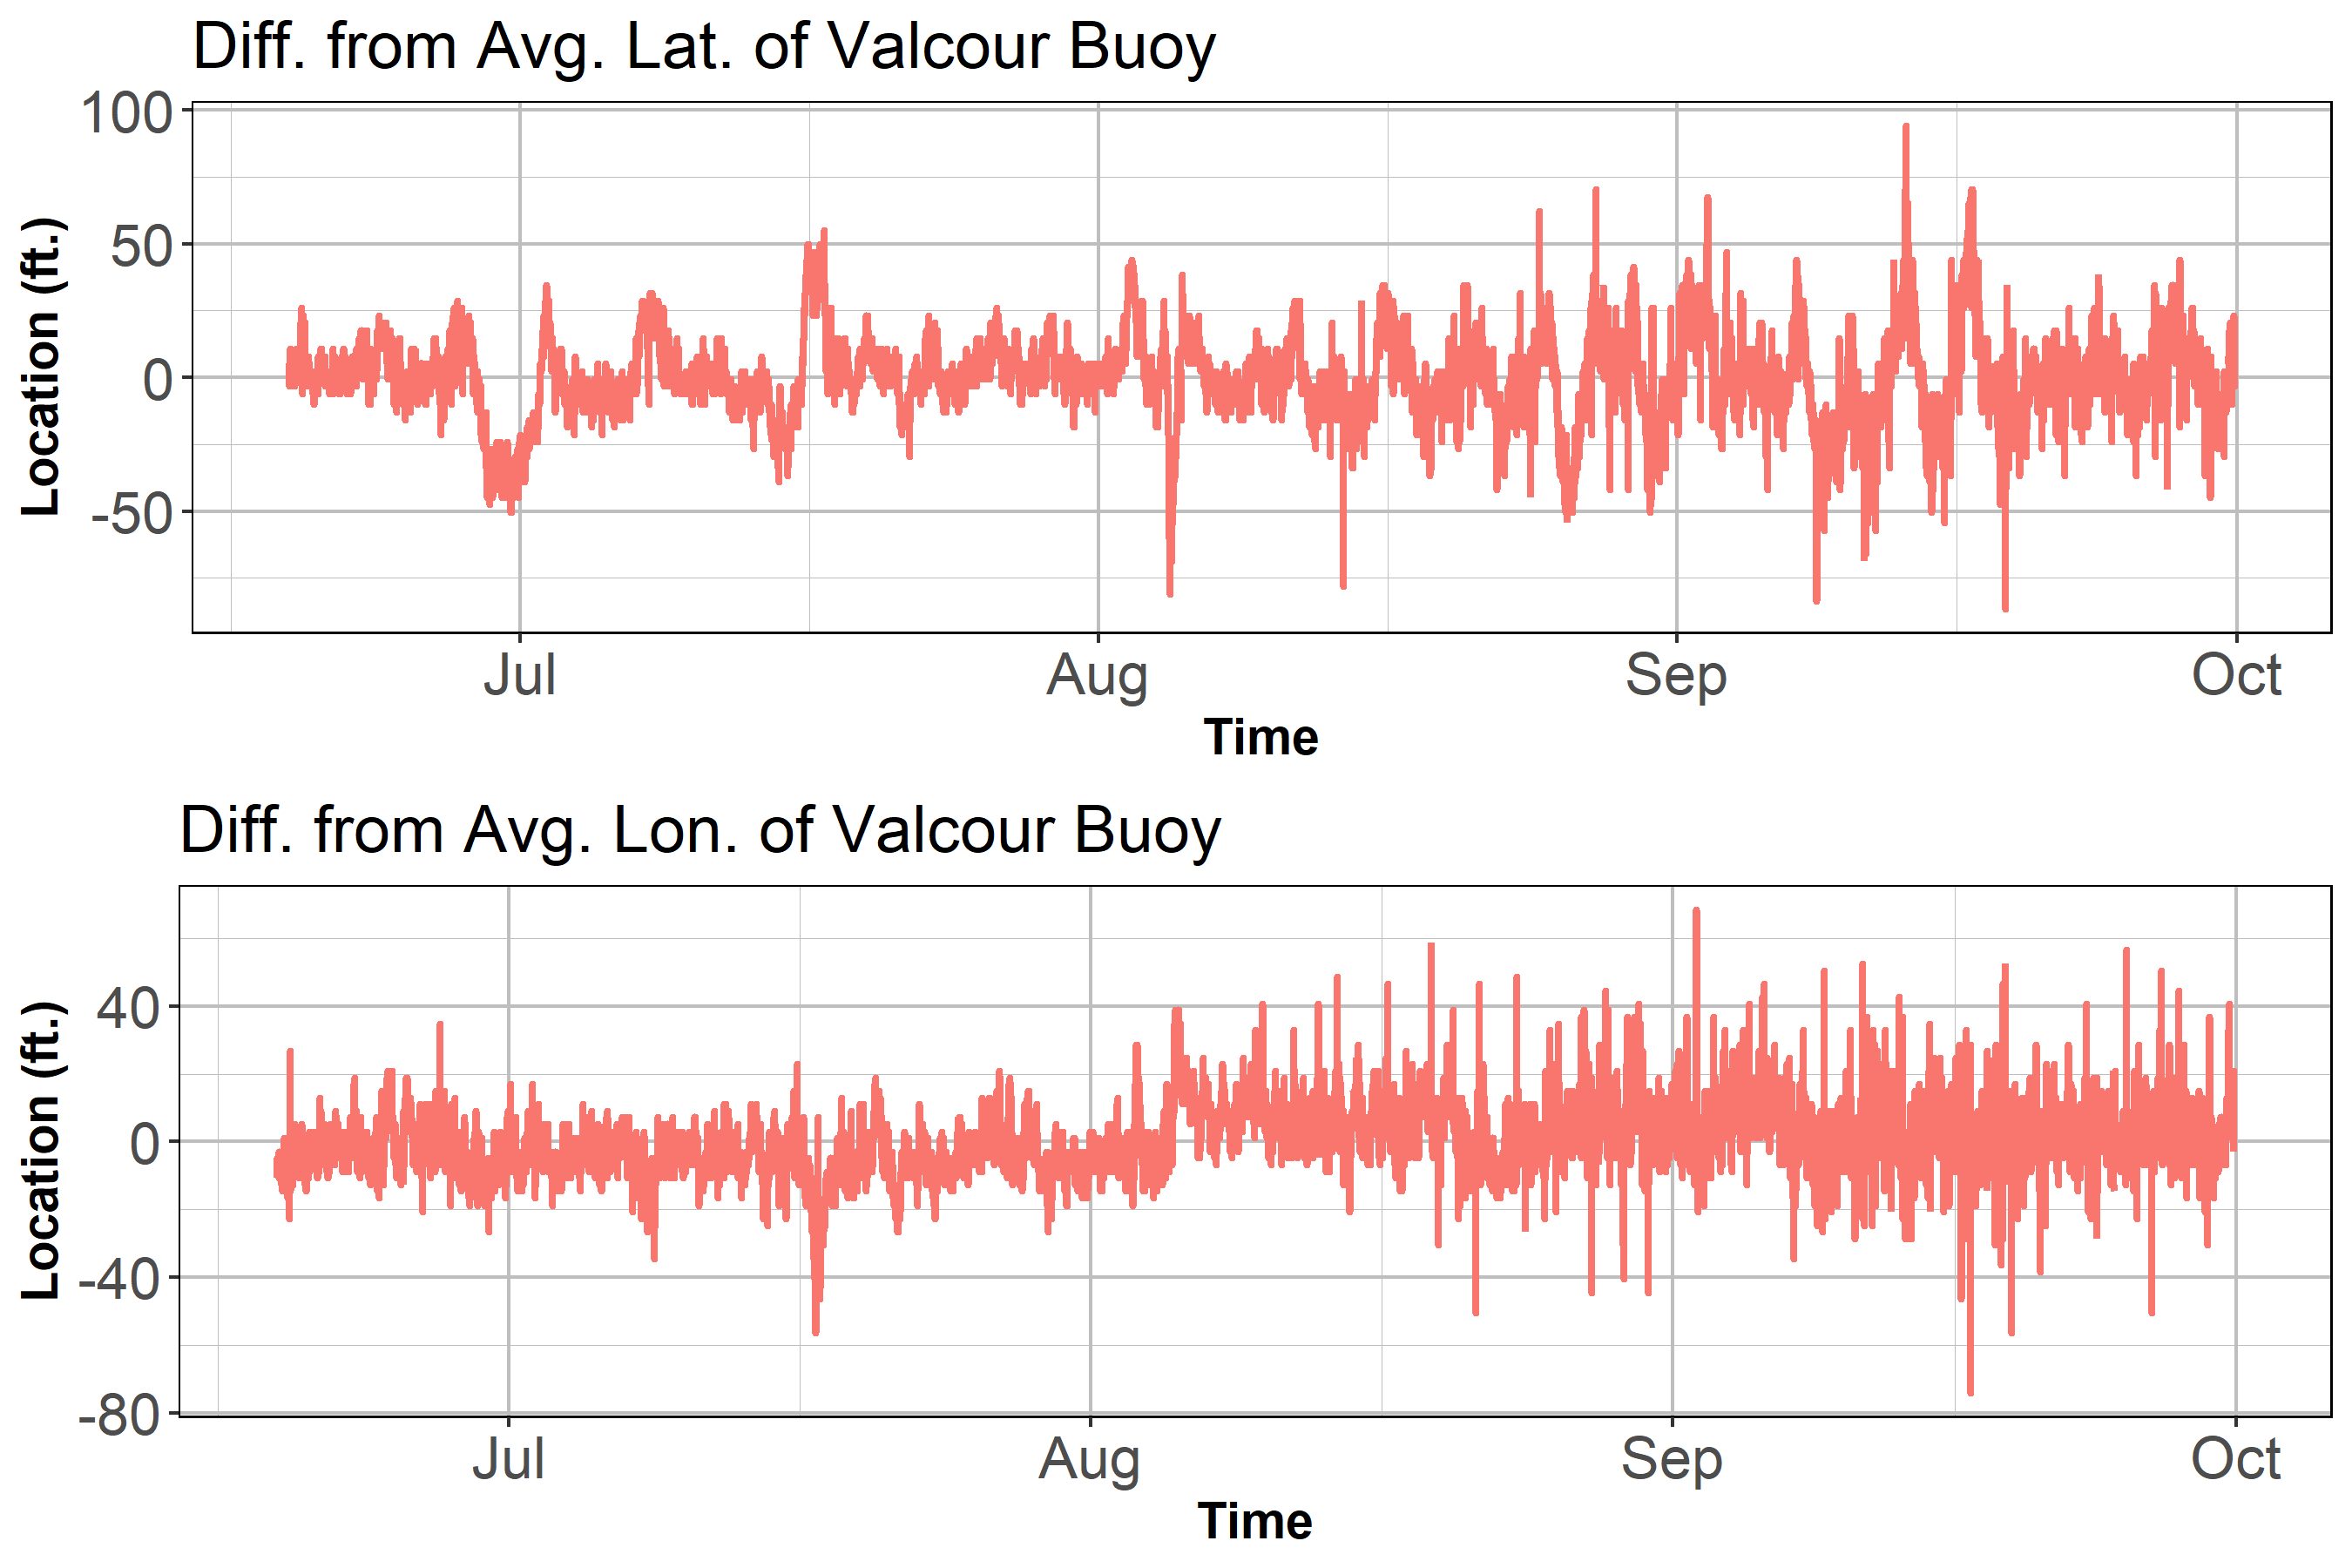 Diff. from Avg. Lat. of Valcour Buoy
100
50
0
-50
Location (ft.)
Jul Aug Sep Oct
Time
Diff. from Avg. Lon. of Valcour Buoy
40
0
-40
-80
Location (ft.)
Jul Aug Sep Oct
Time